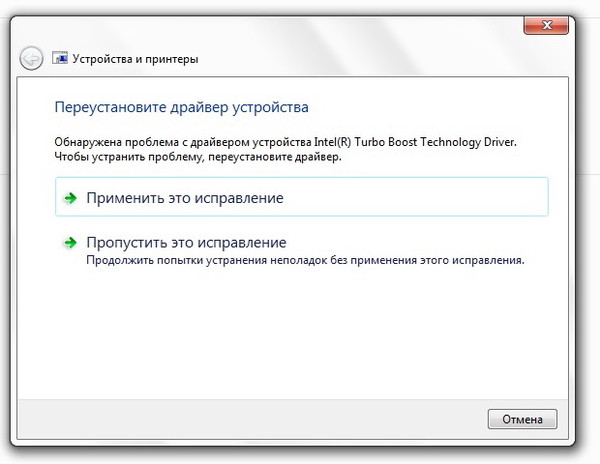 Устройства и принтеры
Переустановите драйвер устройства
Обнаружена проблема с драйвером устройства Intel(R) Turbo Boost Technology Driver.
Чтобы устранить проблему, переустановите драйвер.
Применить это исправление
Пропустить это исправление
Продолжить попытки устранения неполадок без применения этого исправления.
Отмена